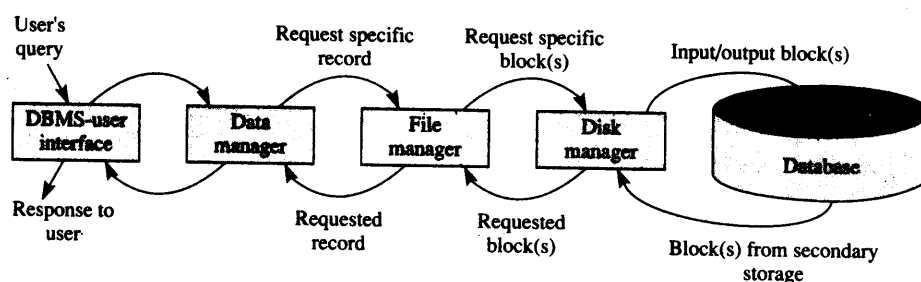 User's
query
Request specific
record
Request specific
block(s)
Input/output block(s)
DBMS-user
interface
Data
manager
File
manager
Disk
manager
Database
Response to
user
Requested
record
Requested
block(s)
Block(s) from secondary
storage